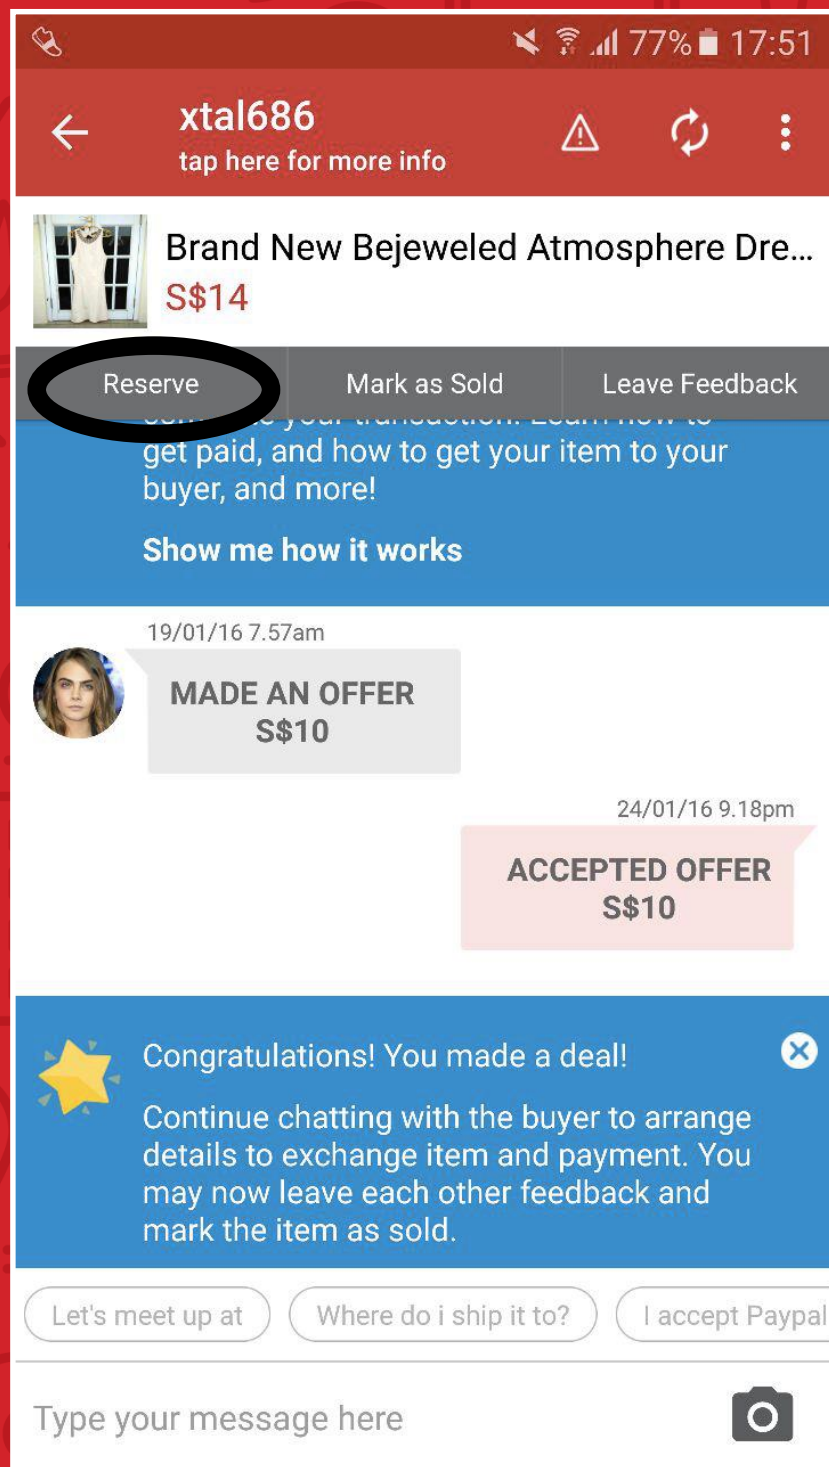 77% 17:51
xtal686
tap here for more info
Brand New Bejeweled Atmosphere Dre...
S$14
Reserve Mark as Sold Leave Feedback
your transaction. Learn how to
get paid, and how to get your item to your
buyer, and more!
Show me how it works
19/01/16 7.57am
MADE AN OFFER
S$10
24/01/16 9.18pm
ACCEPTED OFFER
S$10
Congratulations! You made a deal!
Continue chatting with the buyer to arrange
details to exchange item and payment. You
may now leave each other feedback and
mark the item as sold.
Let's meet up at Where do i ship it to? I accept Paypal
Type your message here